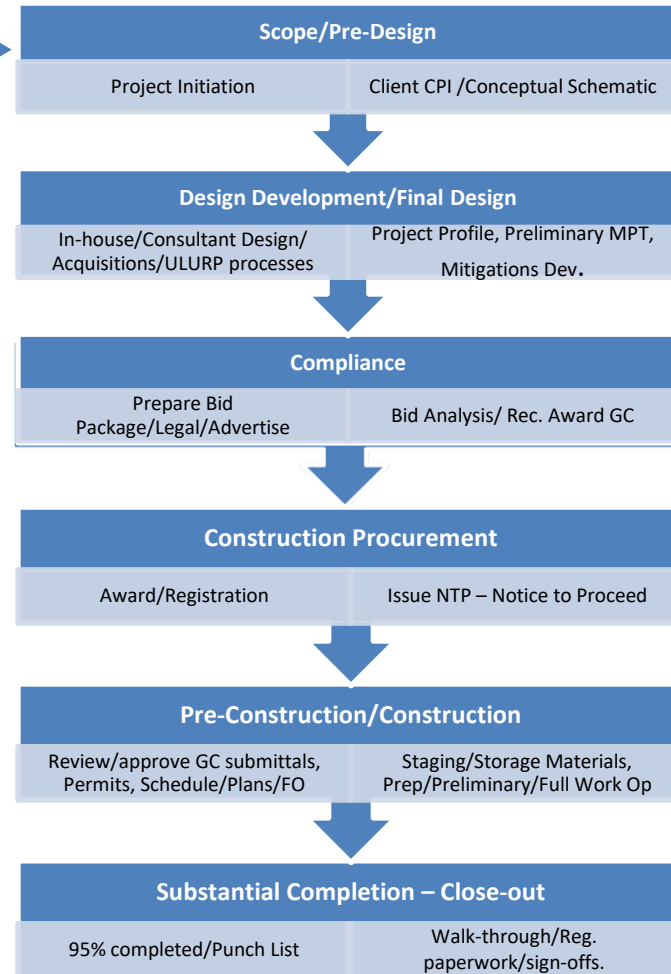 Scope/Pre-Design
Project Initiation
Client CPI /Conceptual Schematic
Design Development/Final Design
In-house/Consultant Design/
Acquisitions/ULURP processes
Project Profile, Preliminary MPT,
Mitigations Dev.
Compliance
Prepare Bid
Package/Legal/Advertise
Bid Analysis/ Rec. Award GC
Construction Procurement
Award/Registration
Issue NTP – Notice to Proceed
Pre-Construction/Construction
Review/approve GC submittals,
Permits, Schedule/Plans/FO
Staging/Storage Materials,
Prep/Preliminary/Full Work Op
Substantial Completion – Close-out
95% completed/Punch List
Walk-through/Reg.
paperwork/sign-offs.